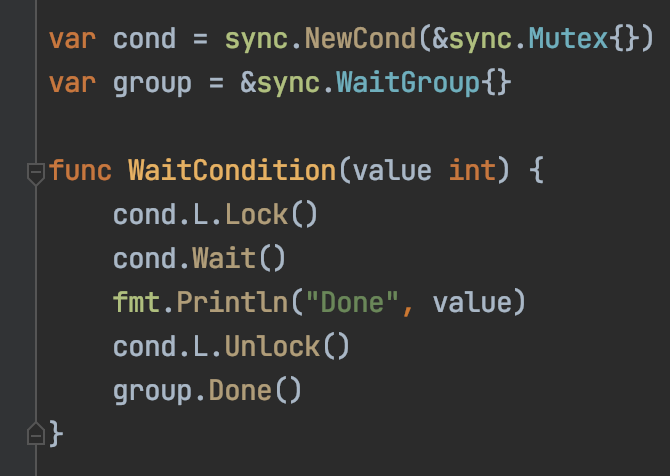 var cond = sync.NewCond(&sync.Mutex{})
var group = &sync.WaitGroup{}
func WaitCondition(value int) {
    cond.L.Lock()
    cond.Wait()
    fmt.Println("Done", value)
    cond.L.Unlock()
    group.Done()
}